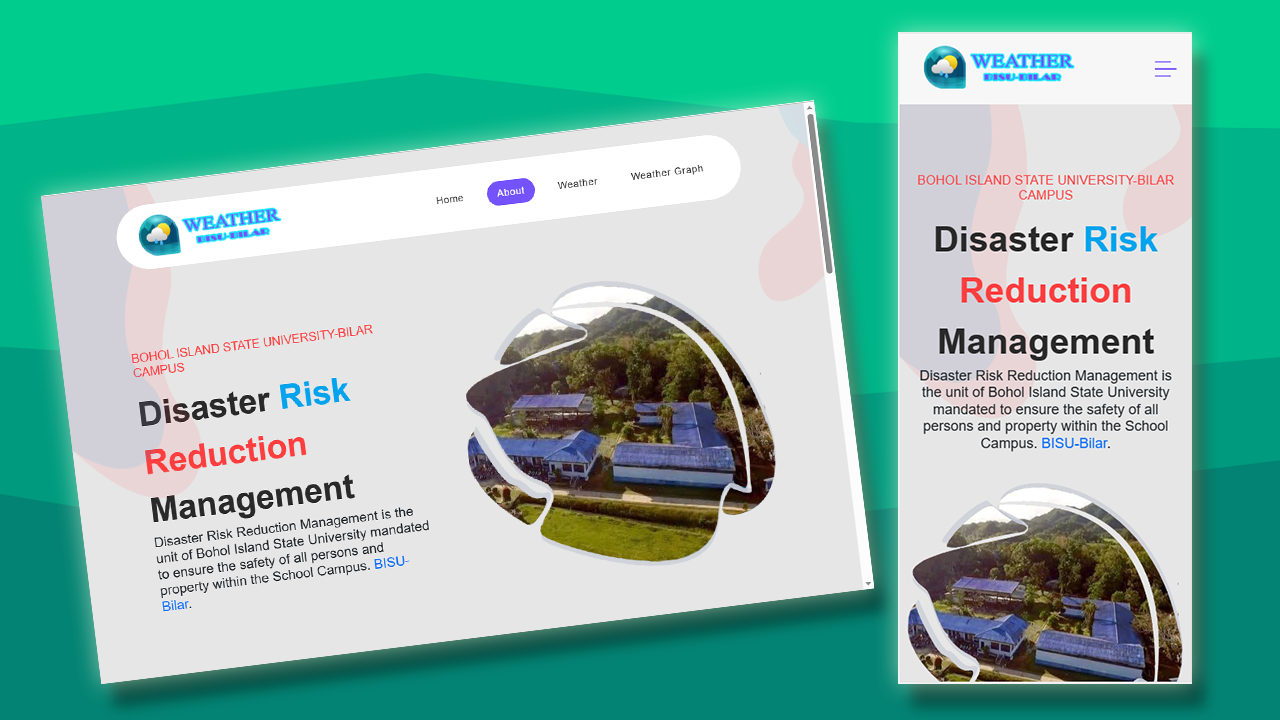 WEATHER
BISU-BILAR
Home
About
Weather
Weather Graph
BOHOL ISLAND STATE UNIVERSITY-BILAR
CAMPUS
Disaster Risk
Reduction
Management
Disaster Risk Reduction Management is the
unit of Bohol Island State University mandated
to ensure the safety of all persons and
property within the School Campus. BISU-
Bilar.
WEATHER
BISU-BILAR
BOHOL ISLAND STATE UNIVERSITY-BILAR
CAMPUS
Disaster Risk
Reduction
Management
Disaster Risk Reduction Management is
the unit of Bohol Island State University
mandated to ensure the safety of all
persons and property within the School
Campus. BISU-Bilar.